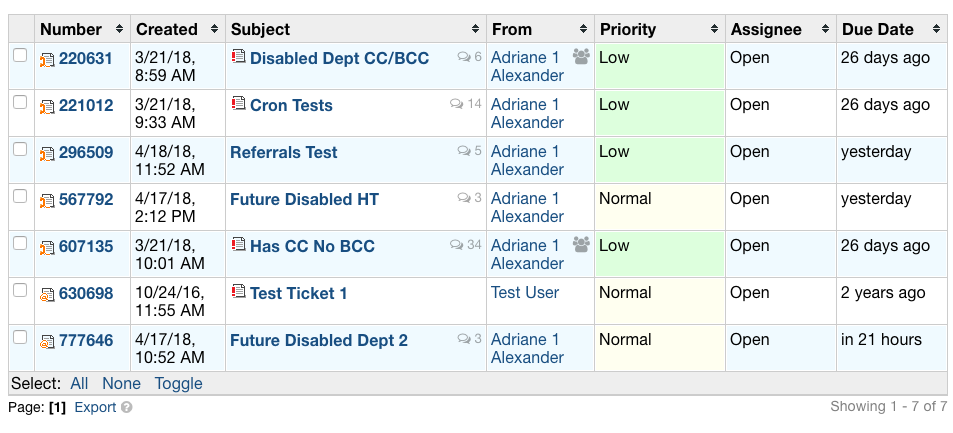 Number Created Subject From Priority Assignee Due Date
220631 3/21/18, Disabled Dept CC/BCC 6 Adriane 1 Low Open 26 days ago
8:59 AM Alexander
221012 3/21/18, Cron Tests 14 Adriane 1 Low Open 26 days ago
9:33 AM Alexander
296509 4/18/18, Referrals Test 5 Adriane 1 Low Open yesterday
11:52 AM Alexander
567792 4/17/18, Future Disabled HT 3 Adriane 1 Normal Open yesterday
2:12 PM Alexander
607135 3/21/18, Has CC No BCC 34 Adriane 1 Low Open 26 days ago
10:01 AM Alexander
630698 10/24/16, Test Ticket 1 Test User Normal Open 2 years ago
11:55 AM
777646 4/17/18, Future Disabled Dept 2 3 Adriane 1 Normal Open in 21 hours
10:52 AM Alexander
Select: All None Toggle
Page: [1] Export ? Showing 1 - 7 of 7